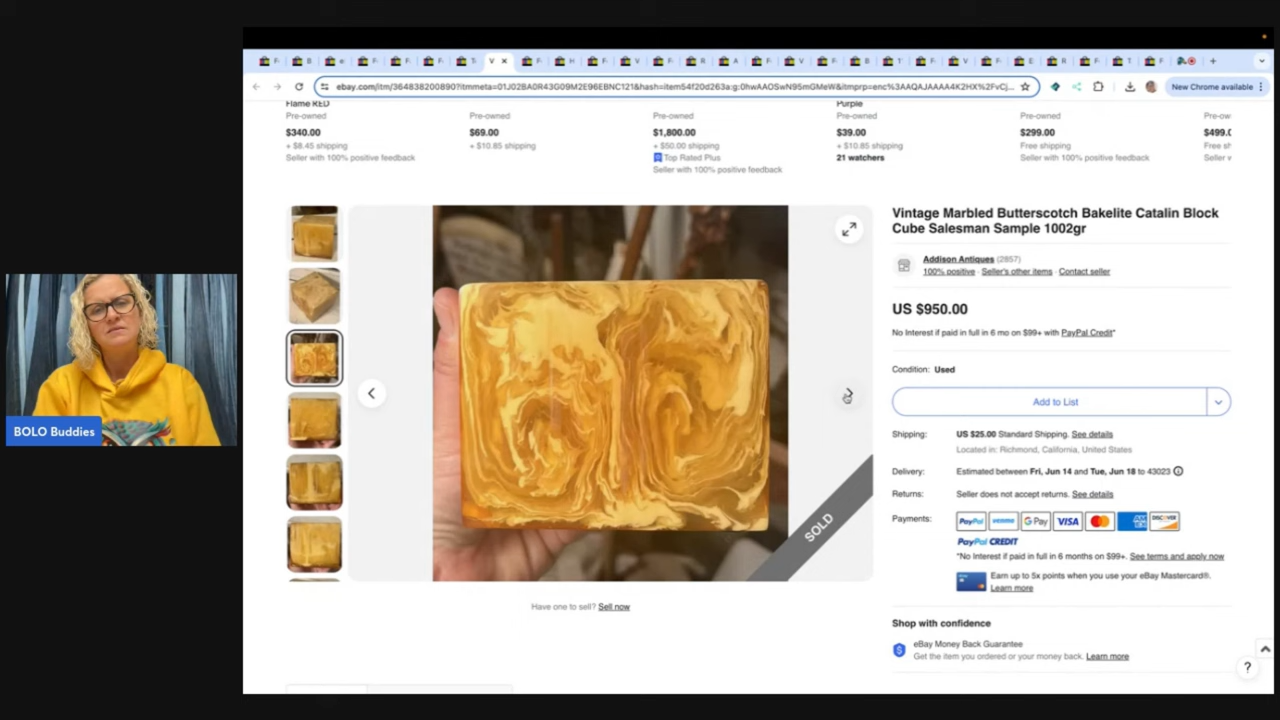 New Chrome available
Flame RED
Purple
Pre-owned
Pre-owned
Pre-owned
Pre-owned
Pre-owned
$340.00
$69.00
$1,800.00
$39.00
$299.00
+ $8.45 shipping
+ $10.85 shipping
+ $50.00 shipping
+ $10.85 shipping
Free shipping
Seller with 100% positive feedback
Top Rated Plus
21 watchers
Seller with 100% positive feedback
Seller with 100% positive feedback
Vintage Marbled Butterscotch Bakelite Catalin Block
Cube Salesman Sample 1002gr
Addison Antiques (2857)
100% positive · Seller's other items · Contact seller
US $950.00
No Interest if paid in full in 6 mo on $99+ with PayPal Credit*
Condition: Used
Add to List
Shipping: US $25.00 Standard Shipping. See details
Located in: Richmond, California, United States
Delivery: Estimated between Fri, Jun 14 and Tue, Jun 18 to 43023
Returns: Seller does not accept returns. See details
Payments: PayPal venmo G Pay VISA DISCOVER
PayPal CREDIT
*No Interest if paid in full in 6 months on $99+. See terms and apply now
Earn up to 5x points when you use your eBay Mastercard®.
Learn more
Shop with confidence
eBay Money Back Guarantee
Get the item you ordered or your money back. Learn more
SOLD
Have one to sell? Sell now
BOLO Buddies